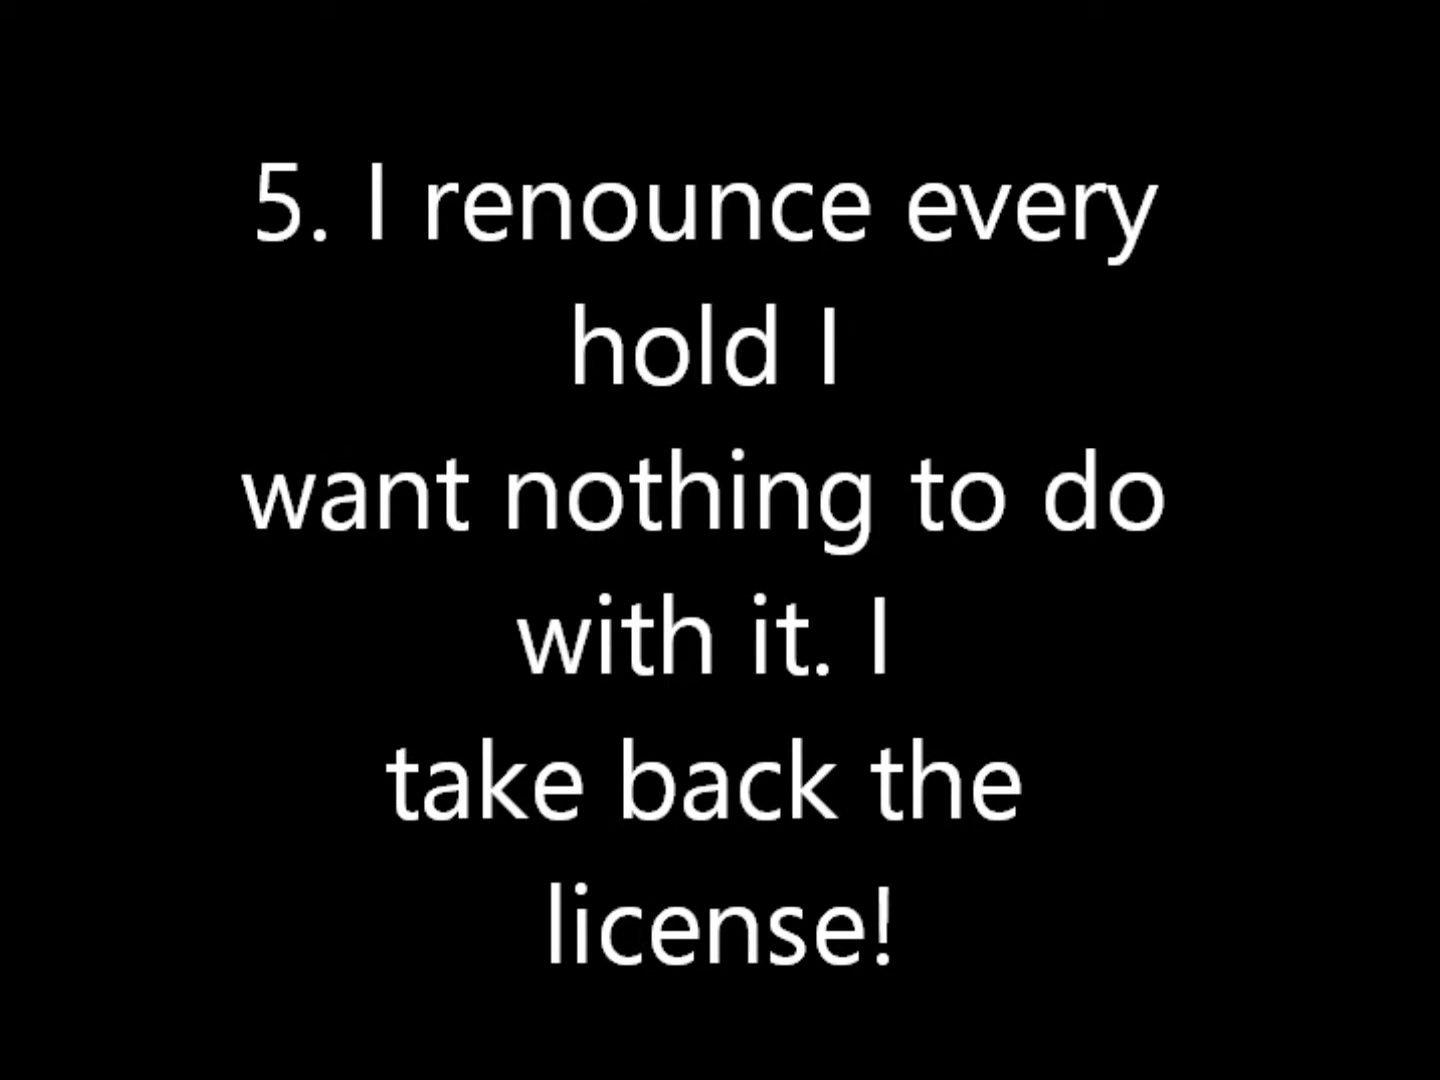 5. I renounce every
hold I
want nothing to do
with it. I
take back the
license!